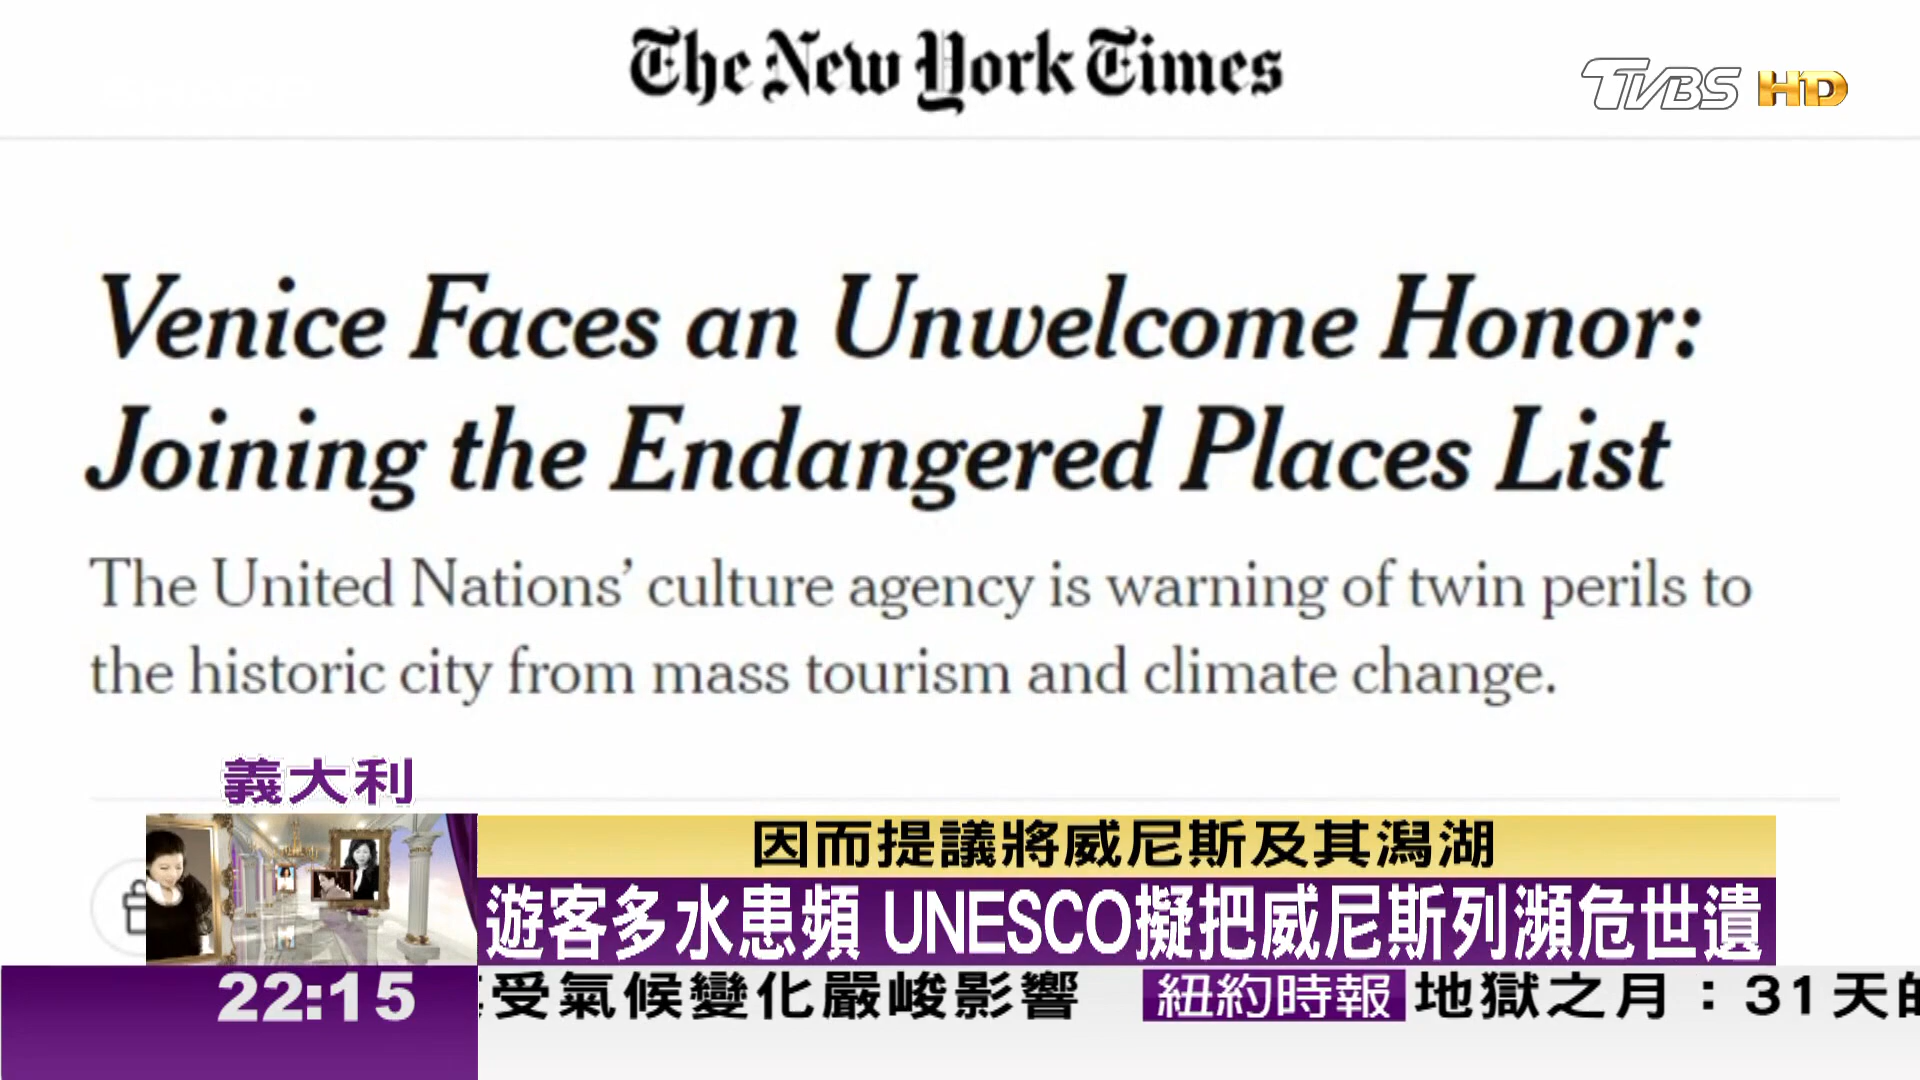 The New York Times
TVBS HD
Venice Faces an Unwelcome Honor:
Joining the Endangered Places List
The United Nations’ culture agency is warning of twin perils to
the historic city from mass tourism and climate change.
義大利
因而提議將威尼斯及其潟湖
遊客多水患頻 UNESCO擬把威尼斯列瀕危世遺
22:15
受氣候變化嚴峻影響 紐約時報 地獄之月：31天的